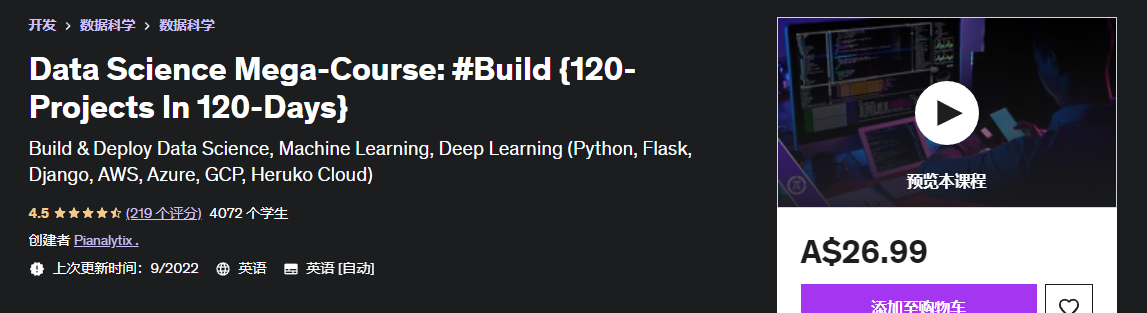 开发 › 数据科学 › 数据科学
Data Science Mega-Course: #Build {120-
Projects In 120-Days}
Build & Deploy Data Science, Machine Learning, Deep Learning (Python, Flask,
Django, AWS, Azure, GCP, Heruko Cloud)
4.5 (219 个评分) 4072 个学生
创建者 Pianalytix .
上次更新时间：9/2022 英语 英语 [自动]
预览本课程
A$26.99
添加至购物车